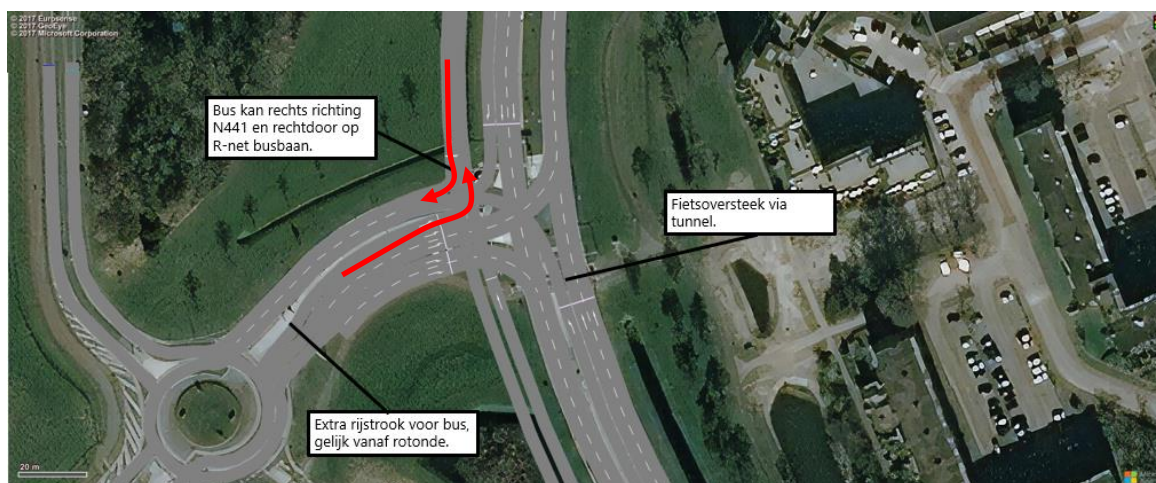 © 2017 Eurosense
© 2017 GeoEye
© 2017 Microsoft Corporation
Bus kan rechts richting
N441 en rechtdoor op
R-net busbaan.
Fietsoversteek via
tunnel.
Extra rijstrook voor bus,
gelijk vanaf rotonde.
20 m